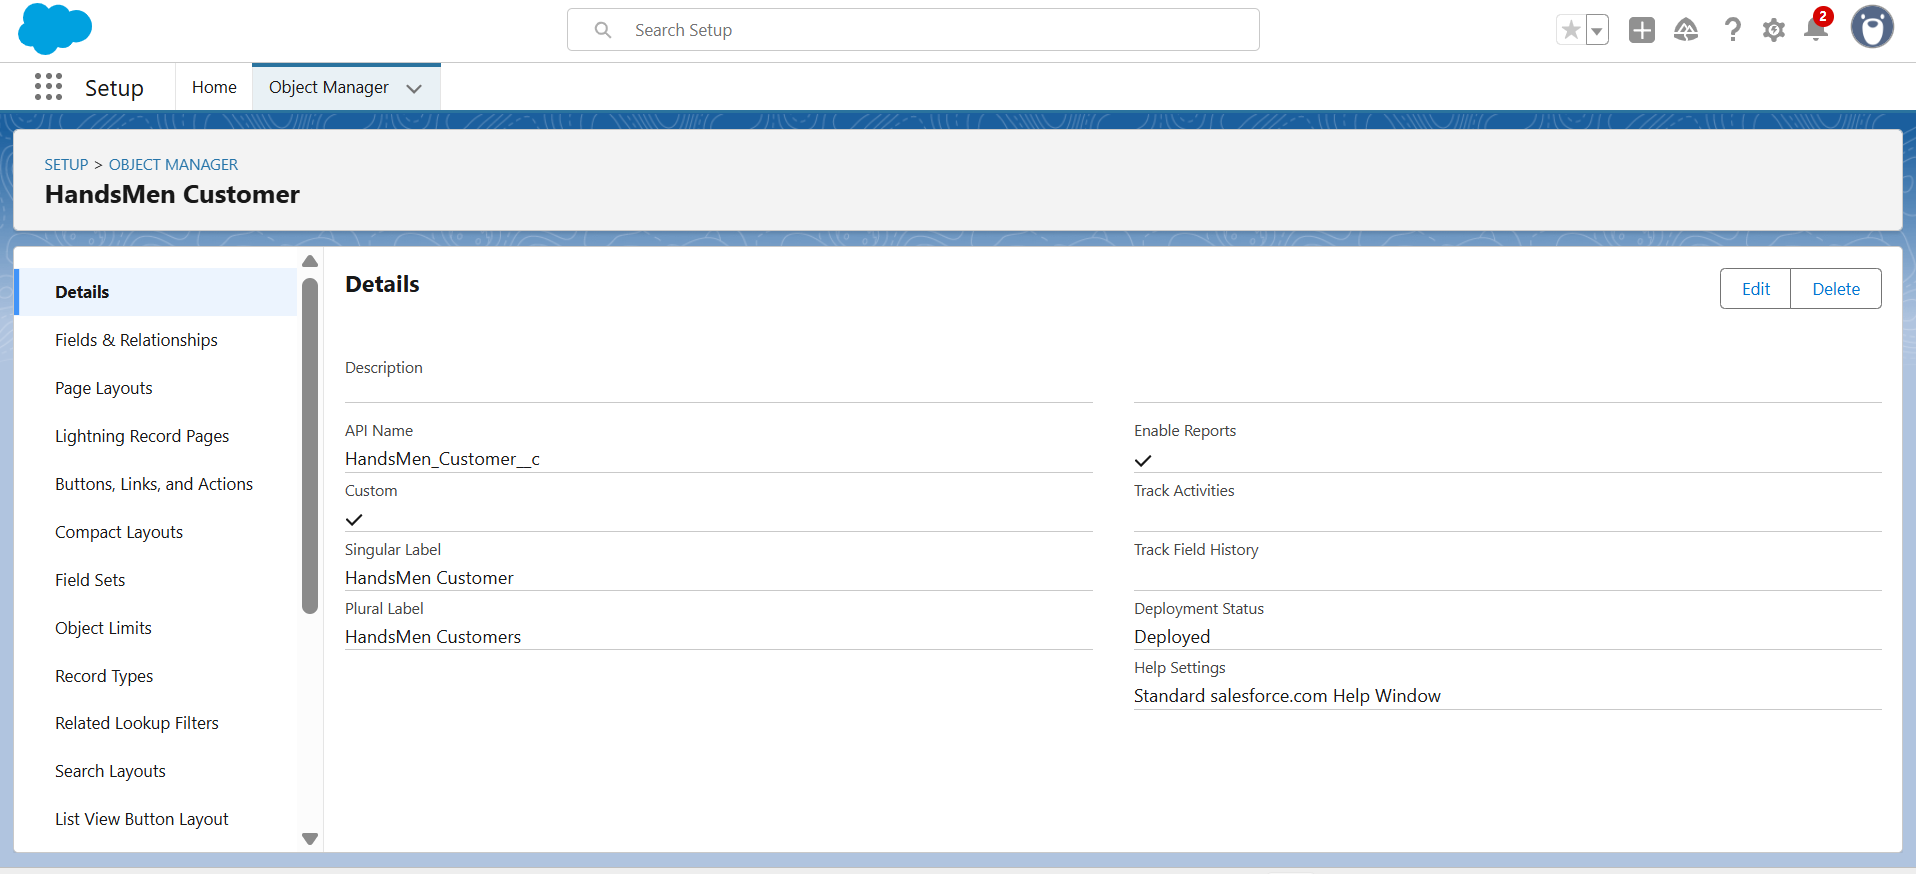 Search Setup
2
Setup
Home
Object Manager
SETUP > OBJECT MANAGER
HandsMen Customer
Details
Fields & Relationships
Page Layouts
Lightning Record Pages
Buttons, Links, and Actions
Compact Layouts
Field Sets
Object Limits
Record Types
Related Lookup Filters
Search Layouts
List View Button Layout
Details
Edit
Delete
Description
API Name
HandsMen_Customer__c
Custom
Singular Label
HandsMen Customer
Plural Label
HandsMen Customers
Enable Reports
Track Activities
Track Field History
Deployment Status
Deployed
Help Settings
Standard salesforce.com Help Window